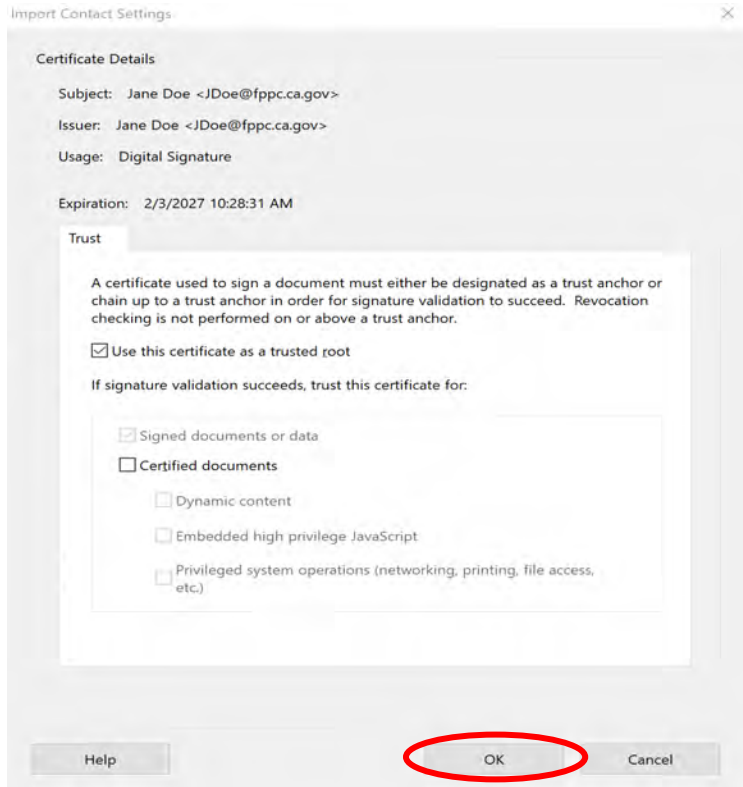 Import Contact Settings
Certificate Details
Subject: Jane Doe <JDoe@fppc.ca.gov>
Issuer: Jane Doe <JDoe@fppc.ca.gov>
Usage: Digital Signature
Expiration: 2/3/2027 10:28:31 AM
Trust
A certificate used to sign a document must either be designated as a trust anchor or
chain up to a trust anchor in order for signature validation to succeed. Revocation
checking is not performed on or above a trust anchor.
Use this certificate as a trusted root
If signature validation succeeds, trust this certificate for:
Signed documents or data
Certified documents
Dynamic content
Embedded high privilege JavaScript
Privileged system operations (networking, printing, file access,
etc.)
Help OK Cancel